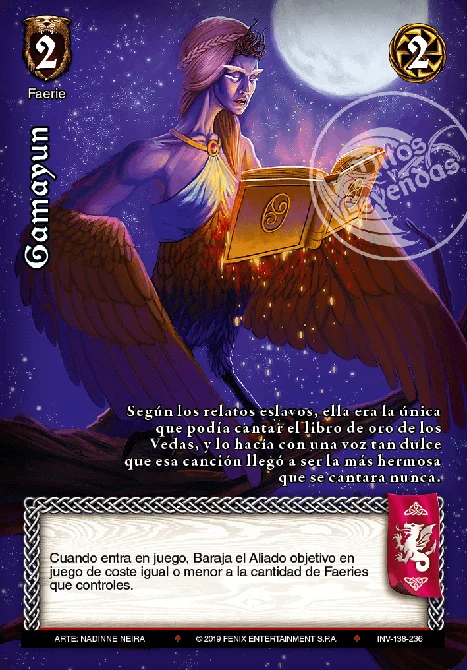 2
2
Faerie
Gamayun
Mitos
y Leyendas
Según los relatos eslavos, ella era la única
que podía cantar el libro de oro de los
Vedas, y lo hacía con una voz tan dulce
que esa canción llegó a ser la más hermosa
que se cantara nunca.
Cuando entra en juego, Baraja el Aliado objetivo en
juego de coste igual o menor a la cantidad de Faeries
que controles.
ARTE: NADINNE NEIRA © 2019 FENIX ENTERTAINMENT S.P.A INV-138-236